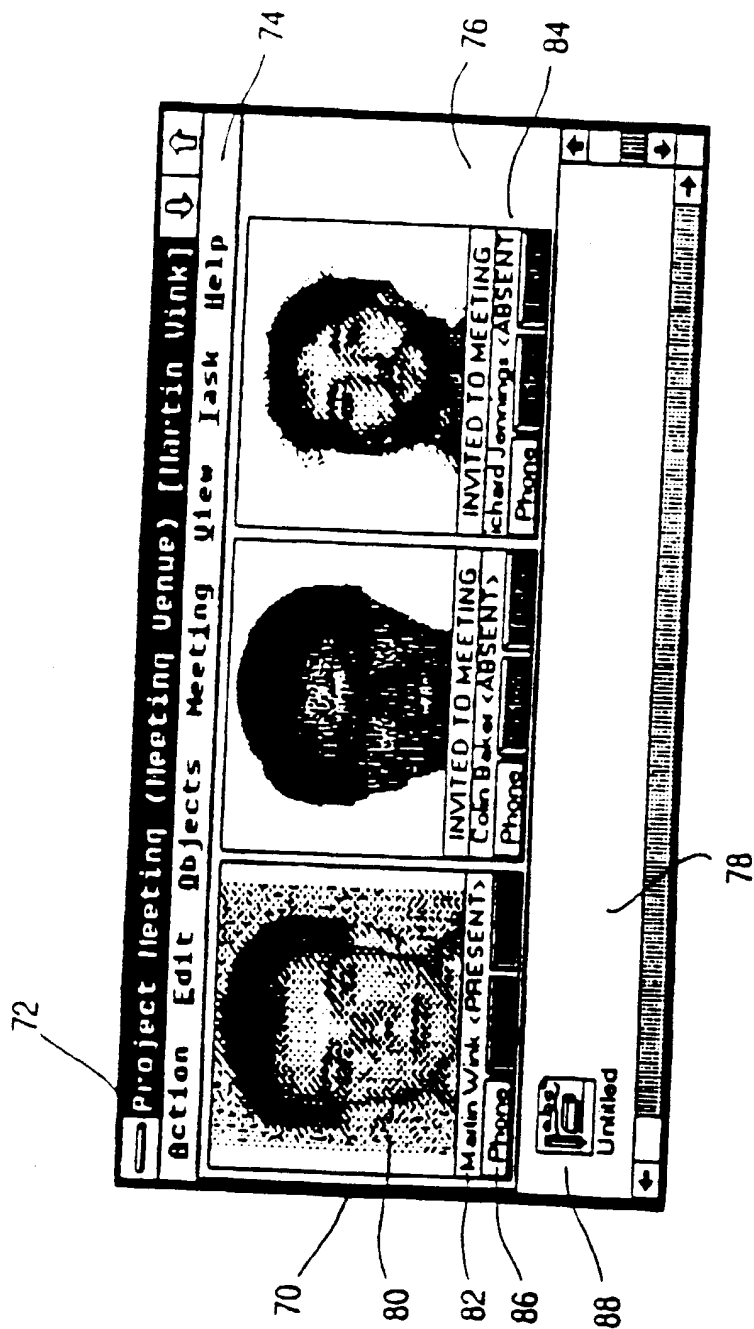 72
Project Meeting (Meeting Venue) [Martin Wink]
Action Edit Objects Meeting View Task Help
74
70
76
80
INVITED TO MEETING
INVITED TO MEETING
82
Martin Wink <PRESENT>
Colin Baker <ABSENT>
ichard Jennings <ABSENT
84
86
Phone
Phone
Phone
88
Untitled
78